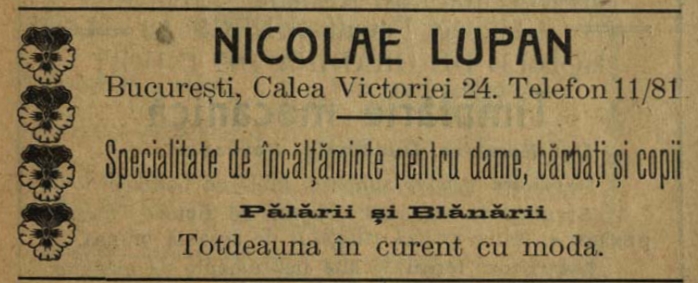 NICOLAE LUPAN
București, Calea Victoriei 24. Telefon 11/81
Specialitate de încălțăminte pentru dame, bărbați și copii
Pălării și Blănării
Totdeauna în curent cu moda.